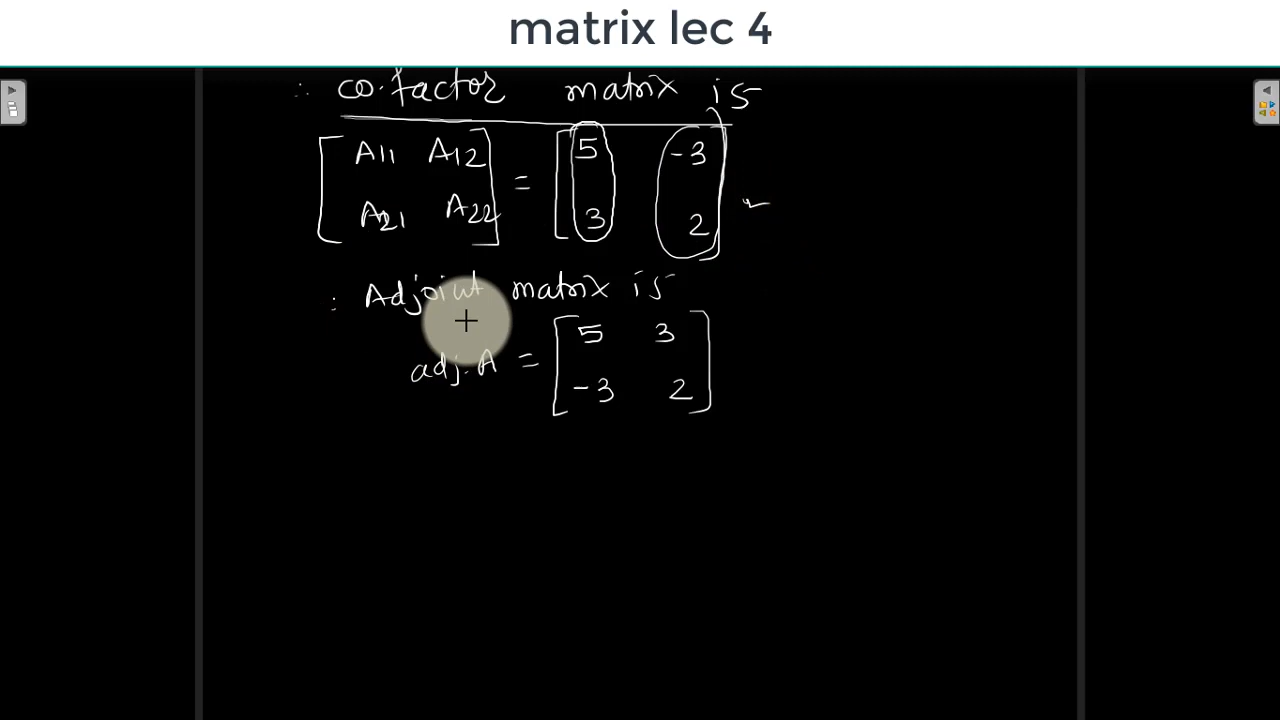 matrix lec 4
∴ co.factor matrix is
[A11 A12
A21 A22] = [5 -3
3 2]
: Adjoint matrix is
adj.A = [5 3
-3 2]